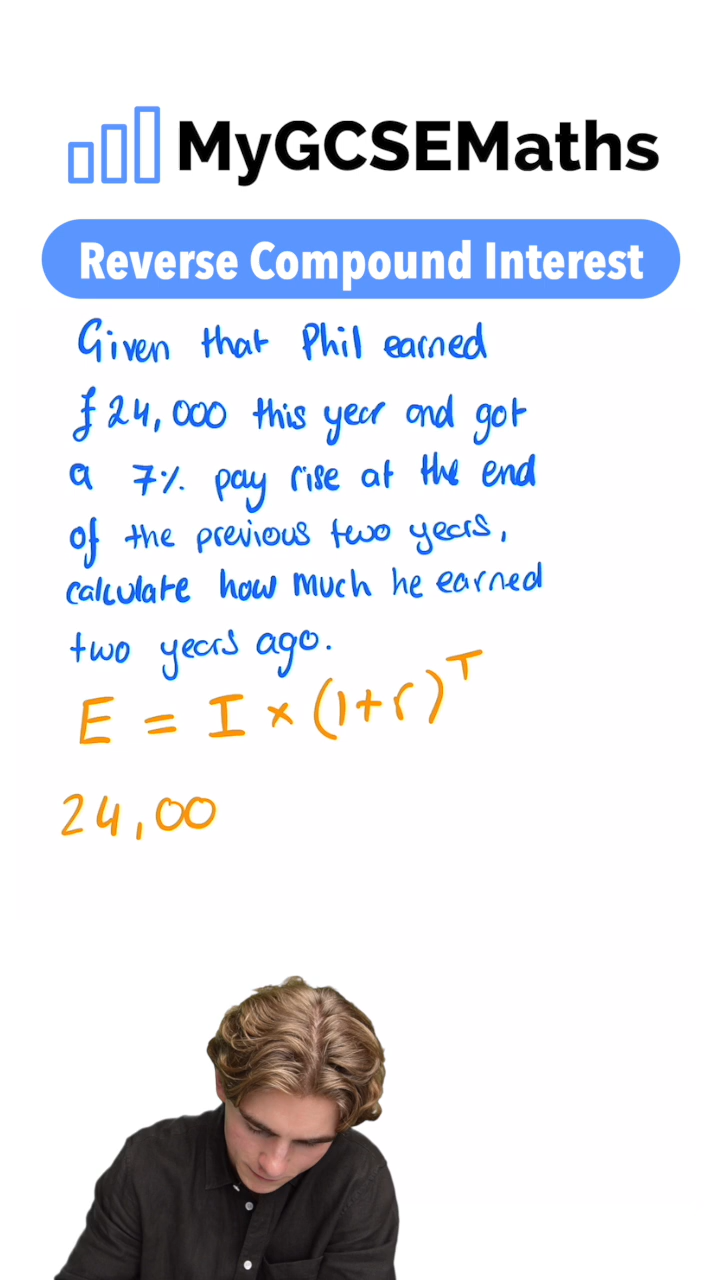 MyGCSEMaths
Reverse Compound Interest
Given that Phil earned
£24,000 this year and got
a 7% pay rise at the end
of the previous two years,
calculate how much he earned
two years ago.
E = I × (1+r)^T
24,00